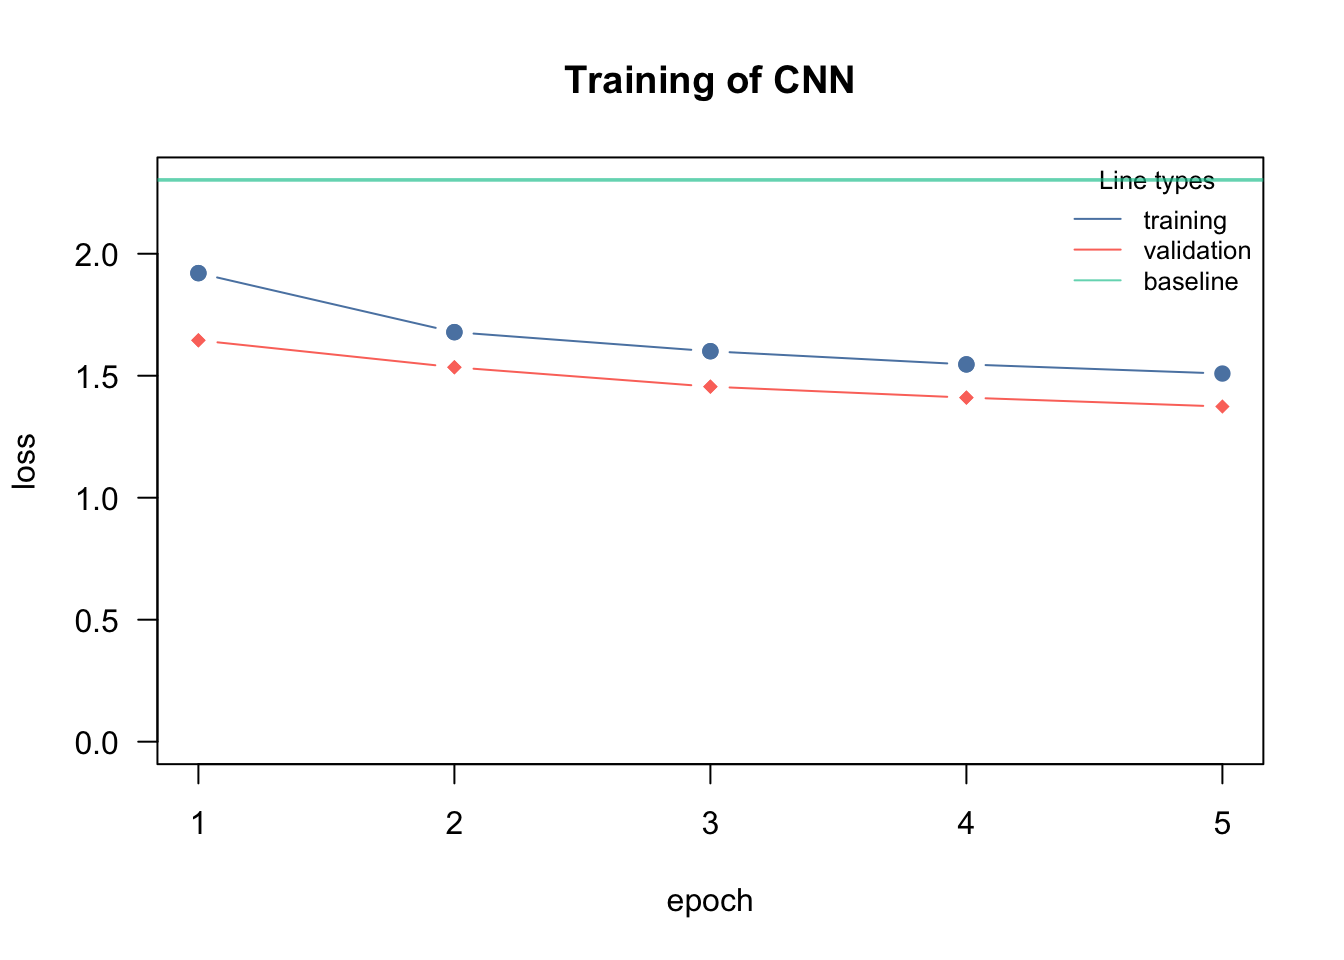 Training of CNN
Line types
training
validation
baseline
2.0
1.5
1.0
0.5
0.0
loss
1 2 3 4 5
epoch